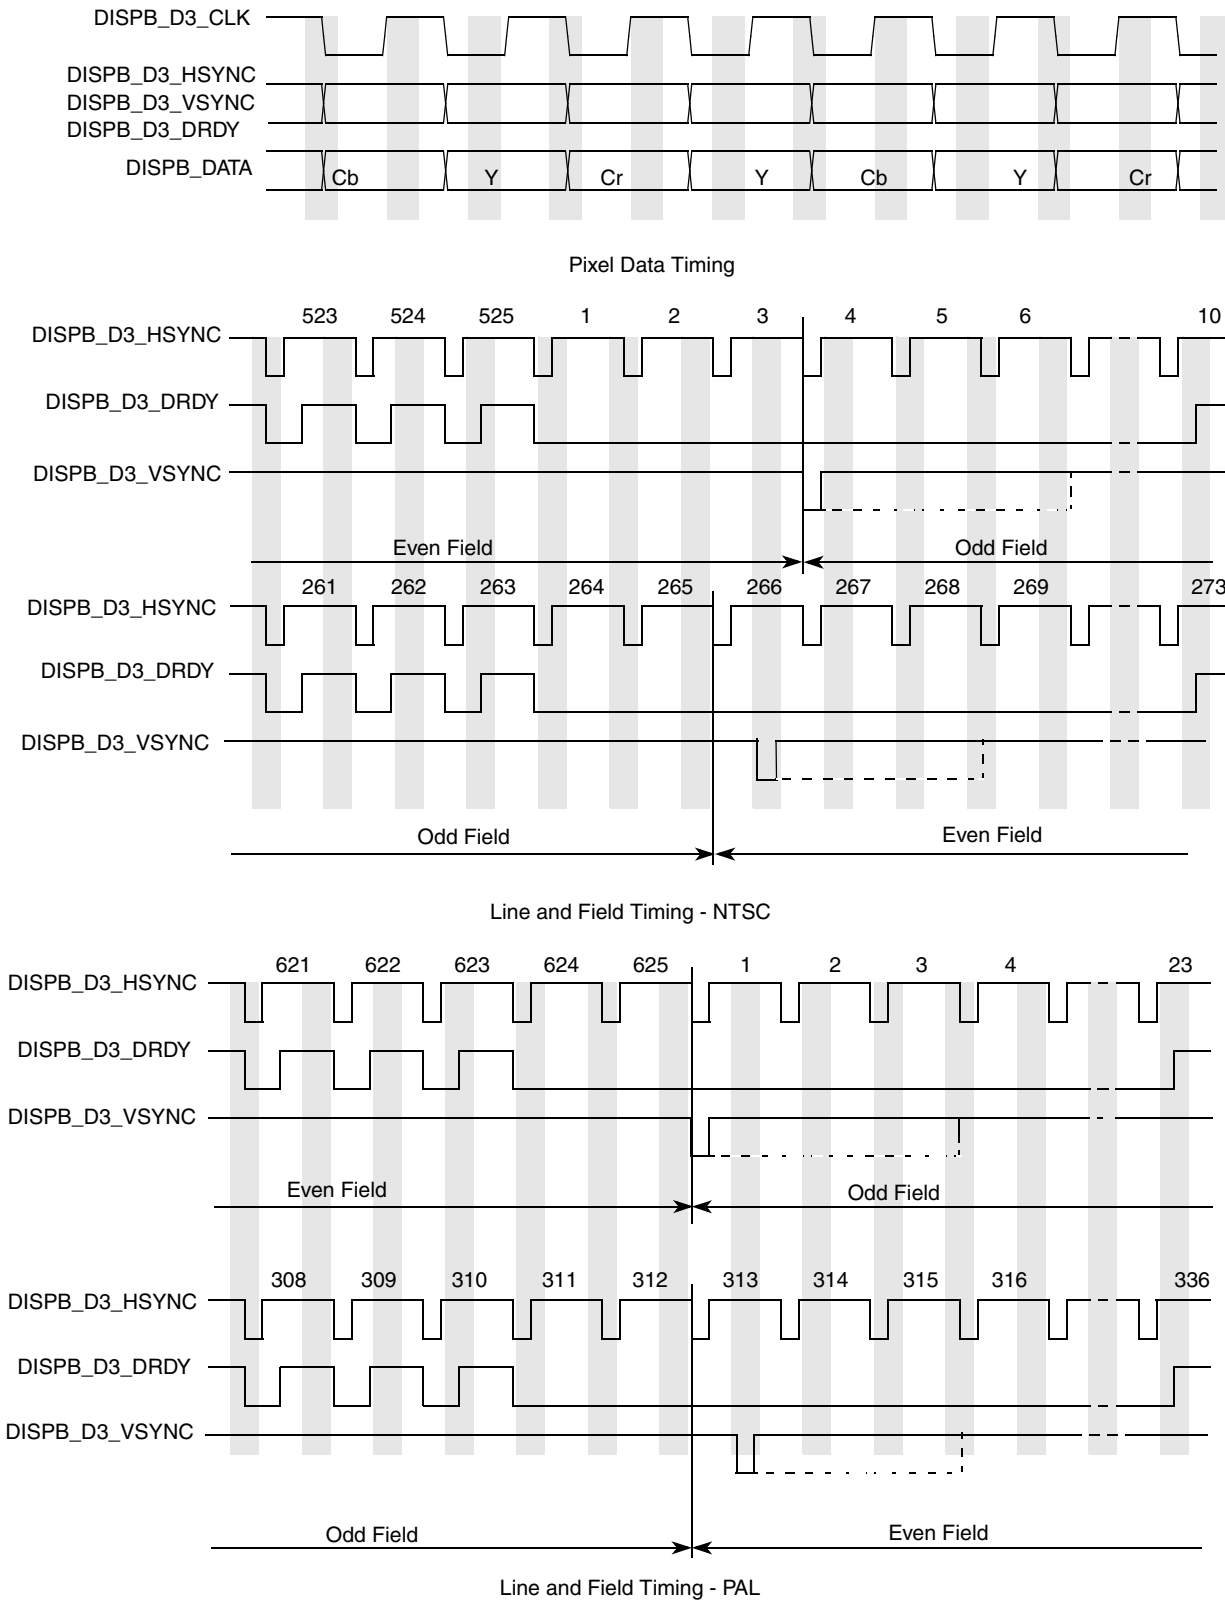 DISPB_D3_CLK
DISPB_D3_HSYNC
DISPB_D3_VSYNC
DISPB_D3_DRDY
DISPB_DATA
Cb Y Cr Y Cb Y Cr
Pixel Data Timing
523 524 525 1 2 3 4 5 6 10
DISPB_D3_HSYNC
DISPB_D3_DRDY
DISPB_D3_VSYNC
Even Field Odd Field
261 262 263 264 265 266 267 268 269 273
DISPB_D3_HSYNC
DISPB_D3_DRDY
DISPB_D3_VSYNC
Odd Field Even Field
Line and Field Timing - NTSC
621 622 623 624 625 1 2 3 4 23
DISPB_D3_HSYNC
DISPB_D3_DRDY
DISPB_D3_VSYNC
Even Field Odd Field
308 309 310 311 312 313 314 315 316 336
DISPB_D3_HSYNC
DISPB_D3_DRDY
DISPB_D3_VSYNC
Odd Field Even Field
Line and Field Timing - PAL